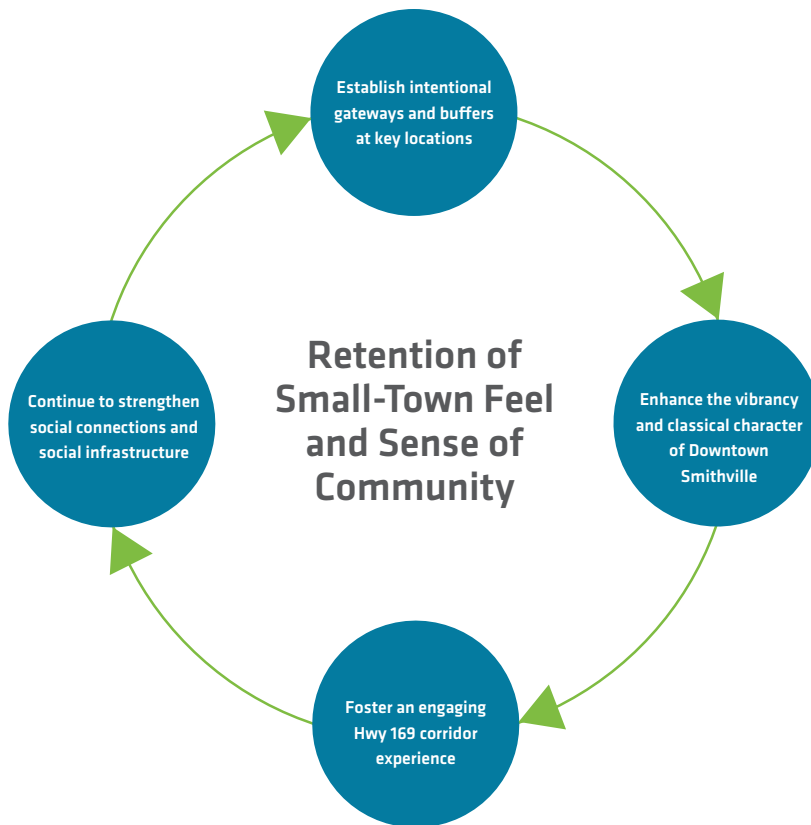 Establish intentional
gateways and buffers
at key locations
Retention of
Small-Town Feel
and Sense of
Community
Continue to strengthen
social connections and
social infrastructure
Enhance the vibrancy
and classical character
of Downtown
Smithville
Foster an engaging
Hwy 169 corridor
experience